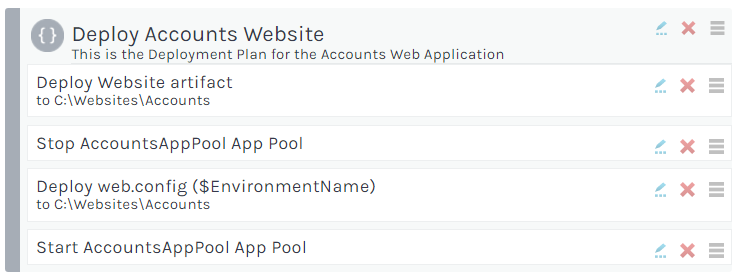 {}
Deploy Accounts Website
This is the Deployment Plan for the Accounts Web Application
Deploy Website artifact
to C:\Websites\Accounts
Stop AccountsAppPool App Pool
Deploy web.config ($EnvironmentName)
to C:\Websites\Accounts
Start AccountsAppPool App Pool